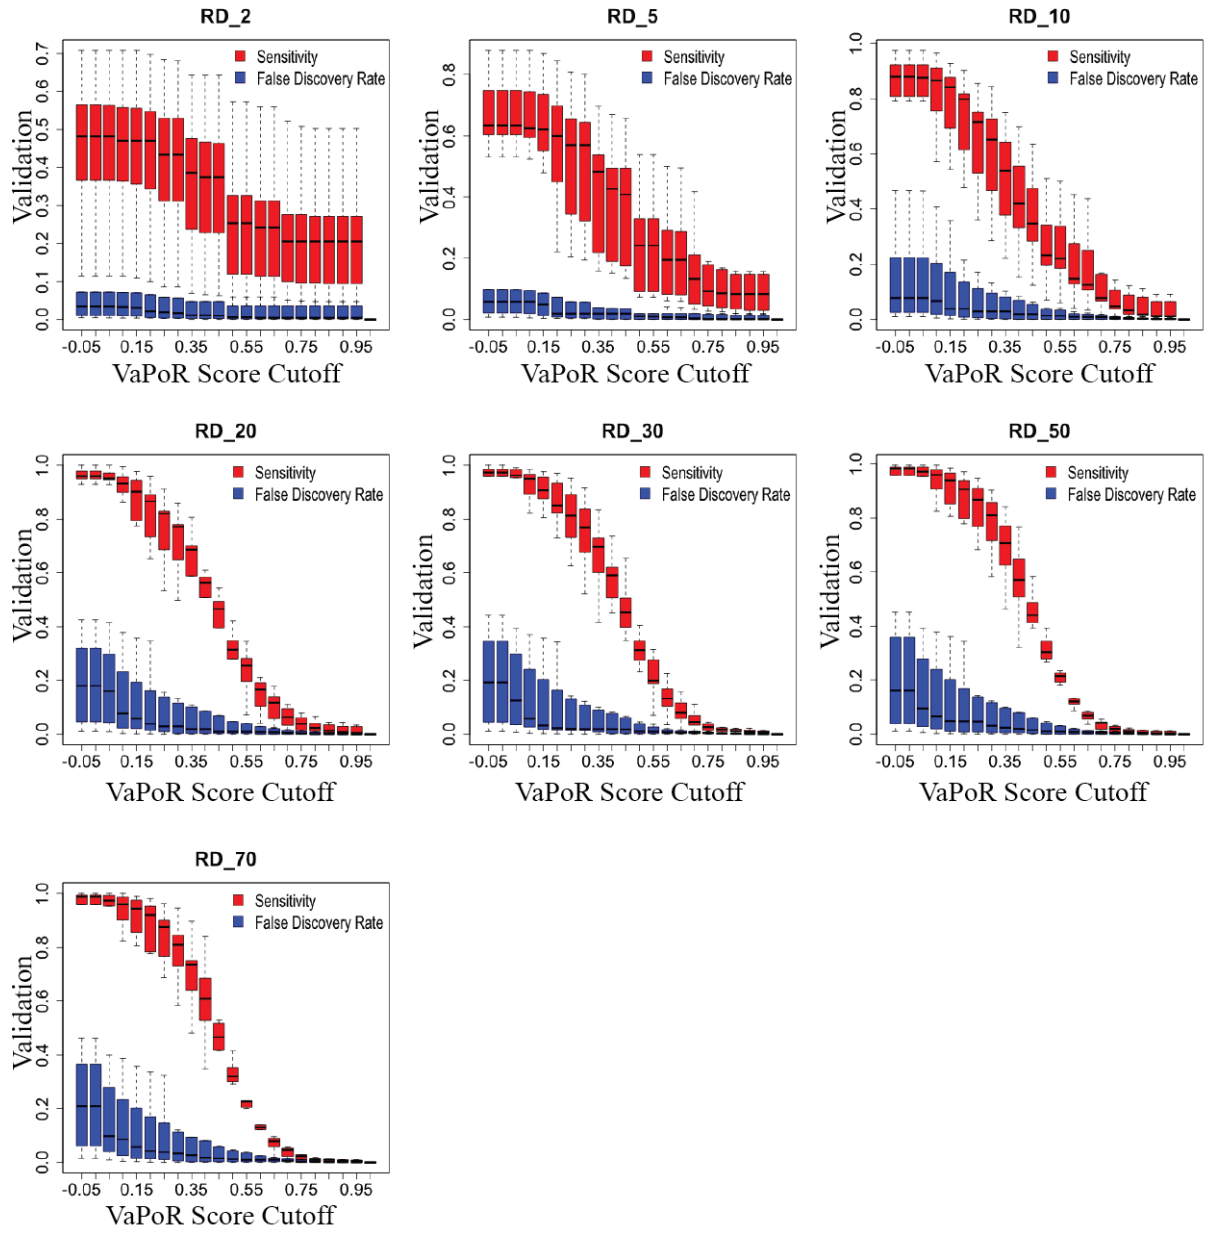 RD_2
Sensitivity
False Discovery Rate
Validation
0.0 0.1 0.2 0.3 0.4 0.5 0.6 0.7
-0.05 0.15 0.35 0.55 0.75 0.95
VaPoR Score Cutoff
RD_5
Sensitivity
False Discovery Rate
Validation
0.0 0.2 0.4 0.6 0.8
-0.05 0.15 0.35 0.55 0.75 0.95
VaPoR Score Cutoff
RD_10
Sensitivity
False Discovery Rate
Validation
0.0 0.2 0.4 0.6 0.8 1.0
-0.05 0.15 0.35 0.55 0.75 0.95
VaPoR Score Cutoff
RD_20
Sensitivity
False Discovery Rate
Validation
0.0 0.2 0.4 0.6 0.8 1.0
-0.05 0.15 0.35 0.55 0.75 0.95
VaPoR Score Cutoff
RD_30
Sensitivity
False Discovery Rate
Validation
0.0 0.2 0.4 0.6 0.8 1.0
-0.05 0.15 0.35 0.55 0.75 0.95
VaPoR Score Cutoff
RD_50
Sensitivity
False Discovery Rate
Validation
0.0 0.2 0.4 0.6 0.8 1.0
-0.05 0.15 0.35 0.55 0.75 0.95
VaPoR Score Cutoff
RD_70
Sensitivity
False Discovery Rate
Validation
0.0 0.2 0.4 0.6 0.8 1.0
-0.05 0.15 0.35 0.55 0.75 0.95
VaPoR Score Cutoff